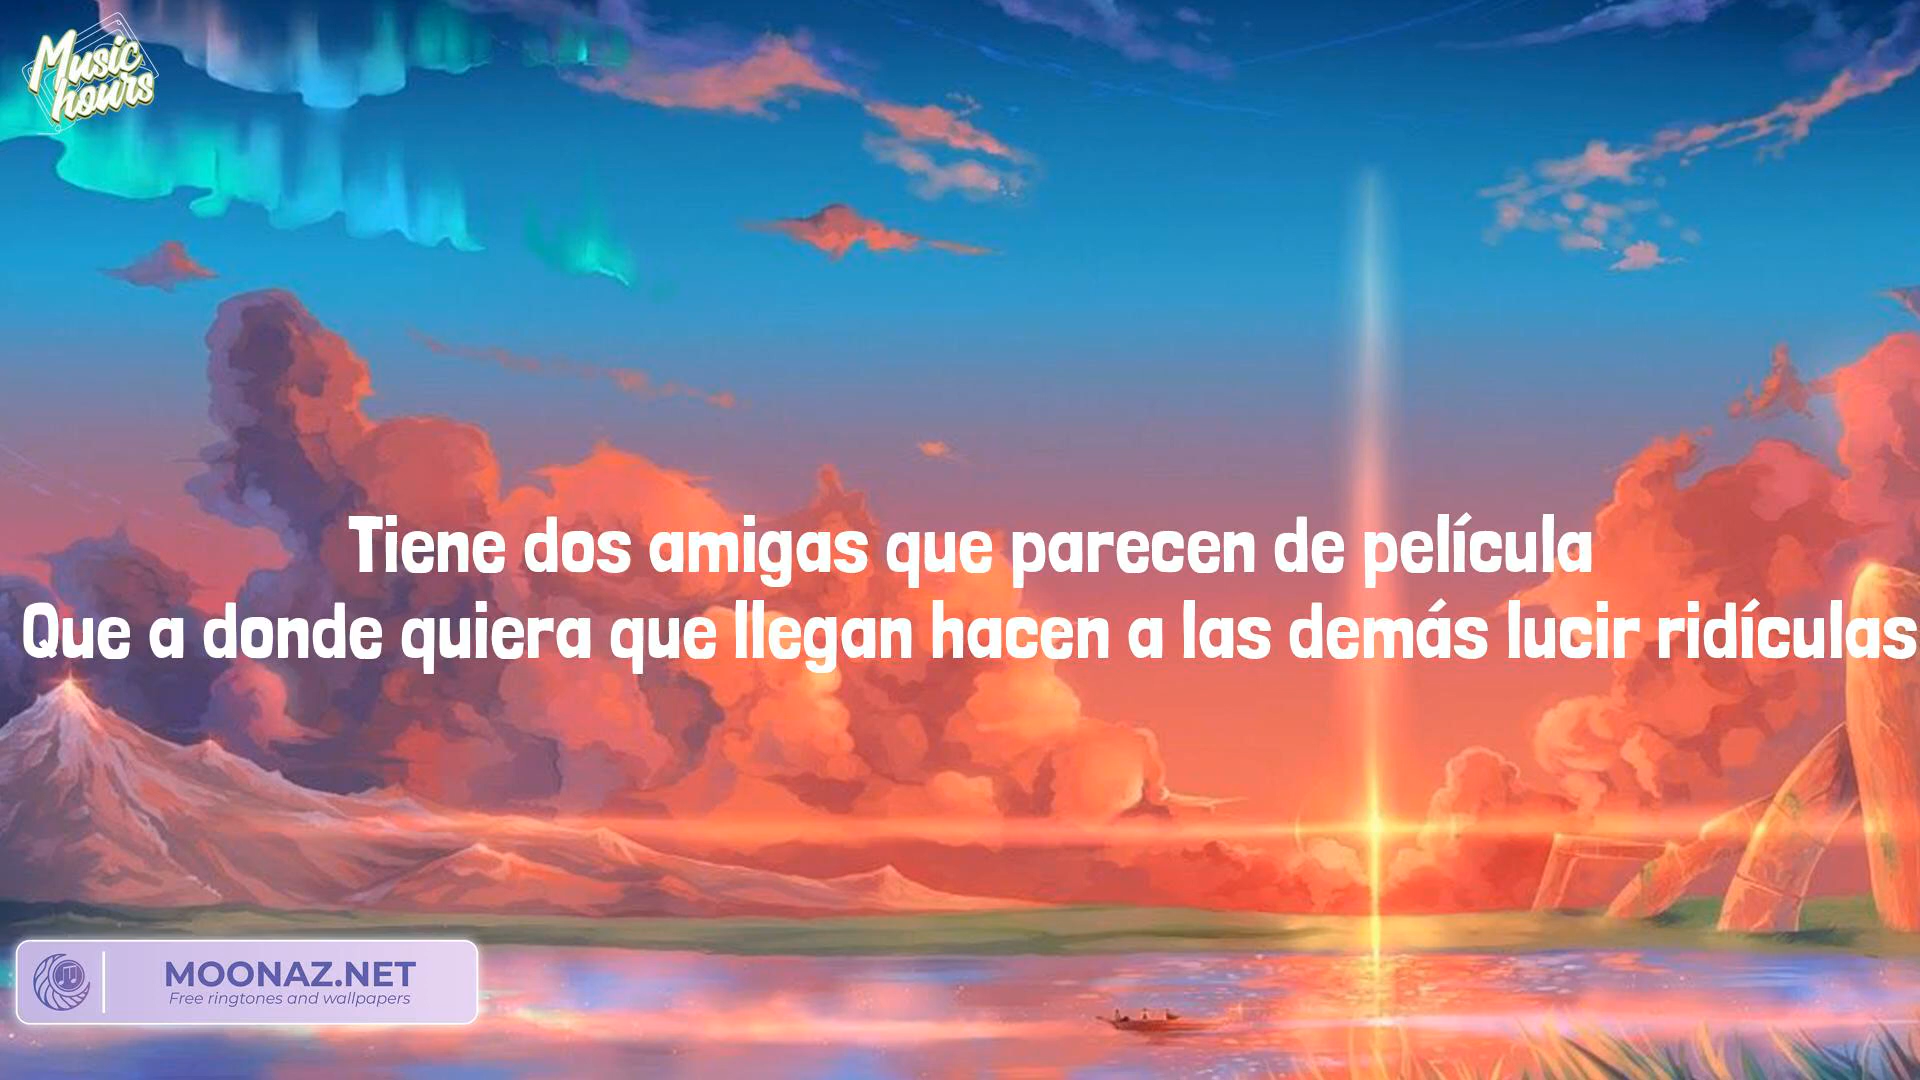 Music
hours
Tiene dos amigas que parecen de película
Que a donde quiera que llegan hacen a las demás lucir ridículas
MOONAZ.NET
Free ringtones and wallpapers